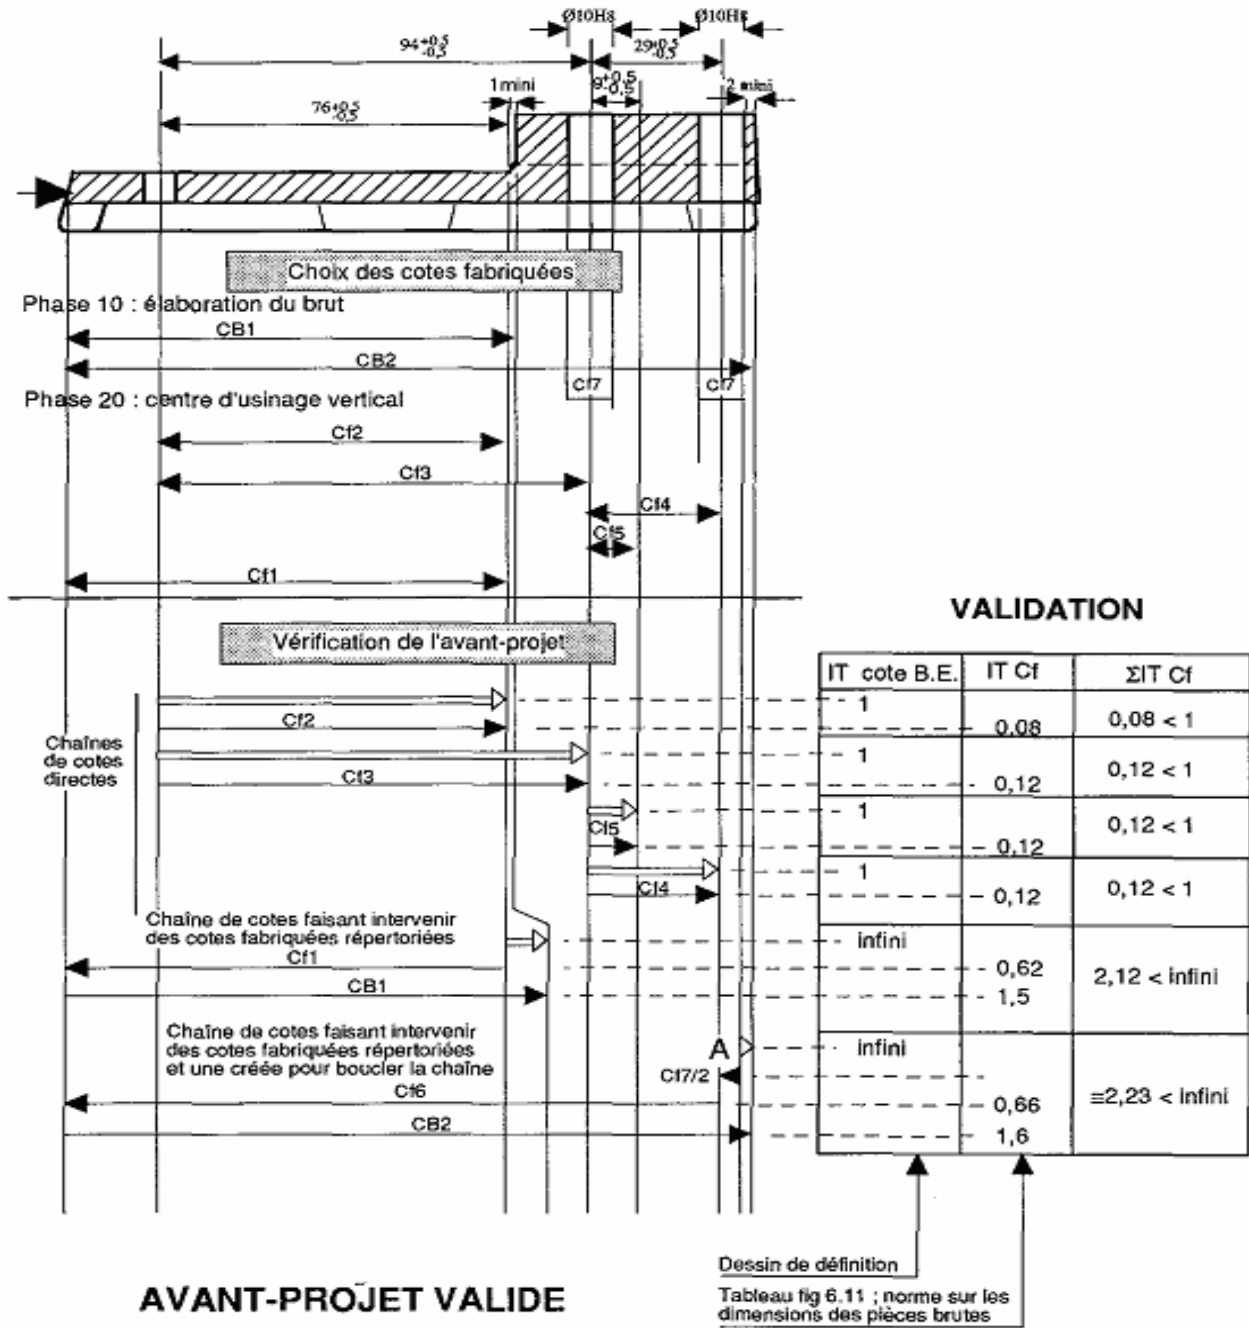 Ø10H8 Ø10H8
94+0,5 -0,5 29+0,5 -0,5
1 mini 9+0,5 -0,5 2 mini
76+0,5 -0,5
Choix des cotes fabriquées
Phase 10 : élaboration du brut
CB1
CB2
Cf7 Cf7
Phase 20 : centre d'usinage vertical
Cf2
Cf3
Cf4
Cf5
Cf1
VALIDATION
Vérification de l'avant-projet
IT cote B.E. IT Cf ΣIT Cf
1
Cf2 0,08 0,08 < 1
Chaînes
de cotes
directes
1
Cf3 0,12 0,12 < 1
1
Cf5 0,12 0,12 < 1
1
Cf4 0,12 0,12 < 1
Chaîne de cotes faisant intervenir
des cotes fabriquées répertoriées
infini
Cf1 0,62 2,12 < infini
CB1 1,5
Chaîne de cotes faisant intervenir
des cotes fabriquées répertoriées
et une créée pour boucler la chaîne
A infini
Cf7/2
Cf6 0,66 ≡2,23 < Infini
CB2 1,6
Dessin de définition
Tableau fig 6.11 ; norme sur les
dimensions des pièces brutes
AVANT-PROJET VALIDE